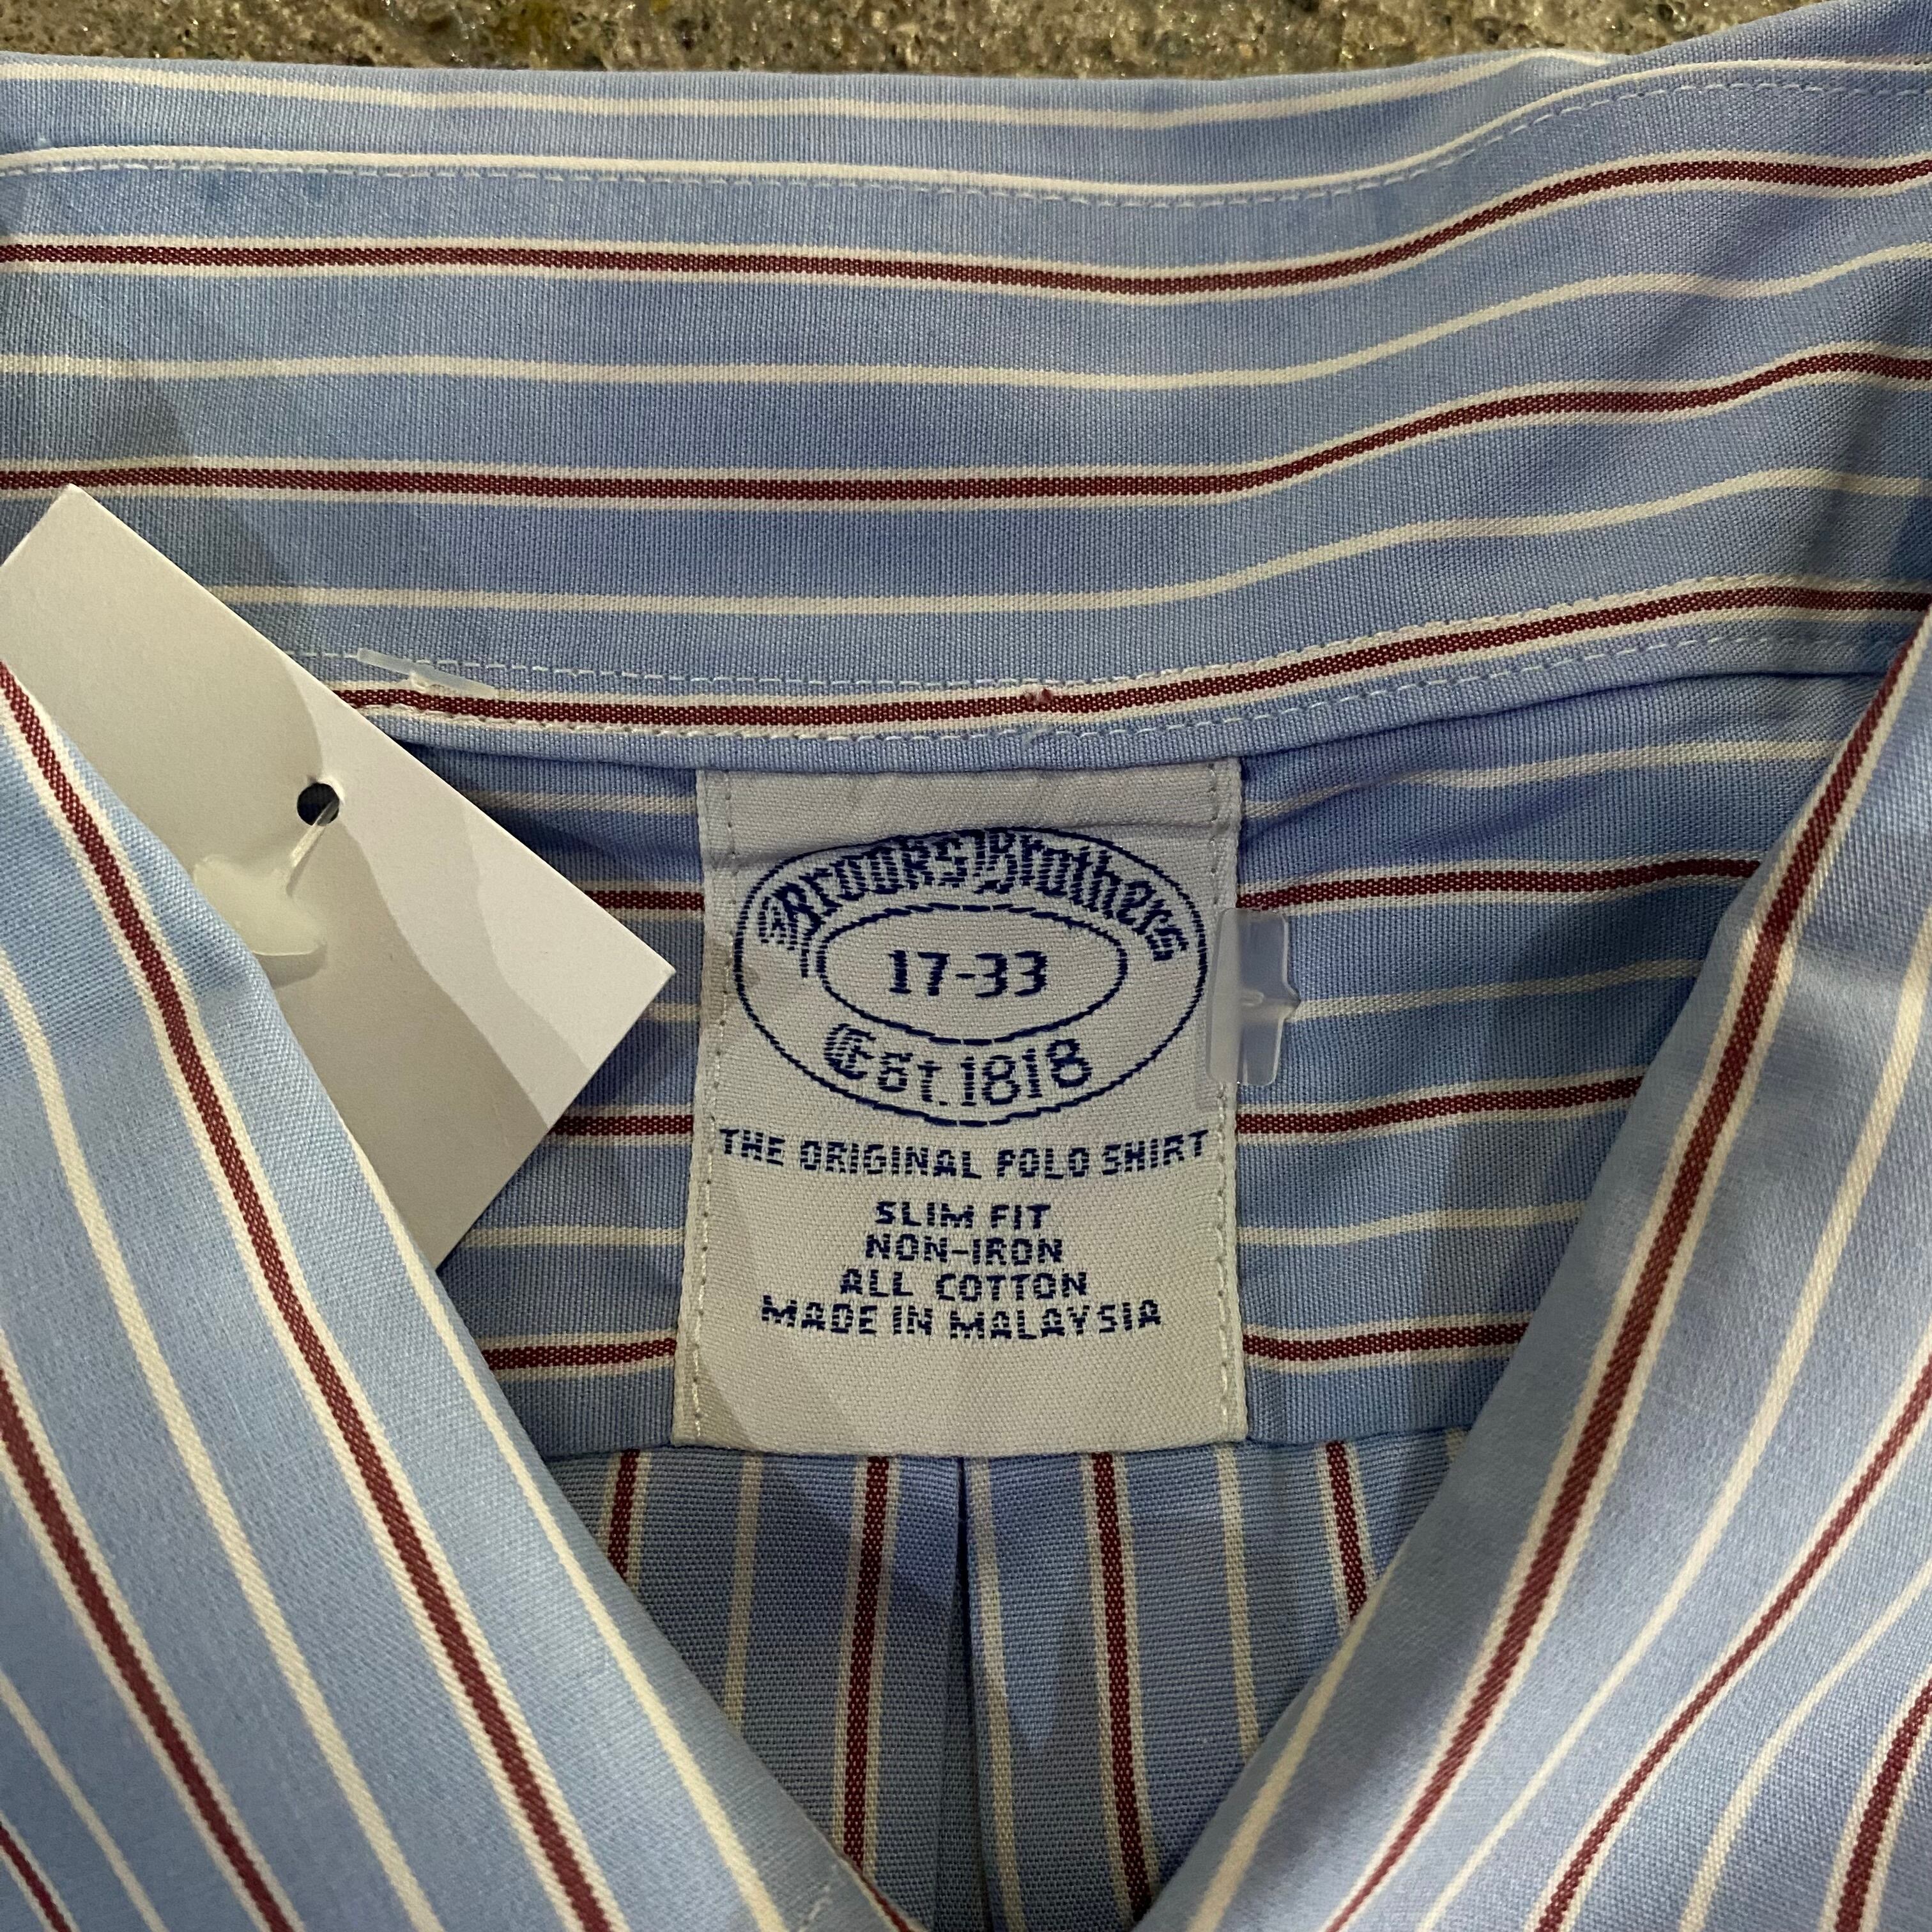 Brooks Brothers
17-33
Est. 1818
THE ORIGINAL POLO SHIRT
SLIM FIT
NON-IRON
ALL COTTON
MADE IN MALAYSIA